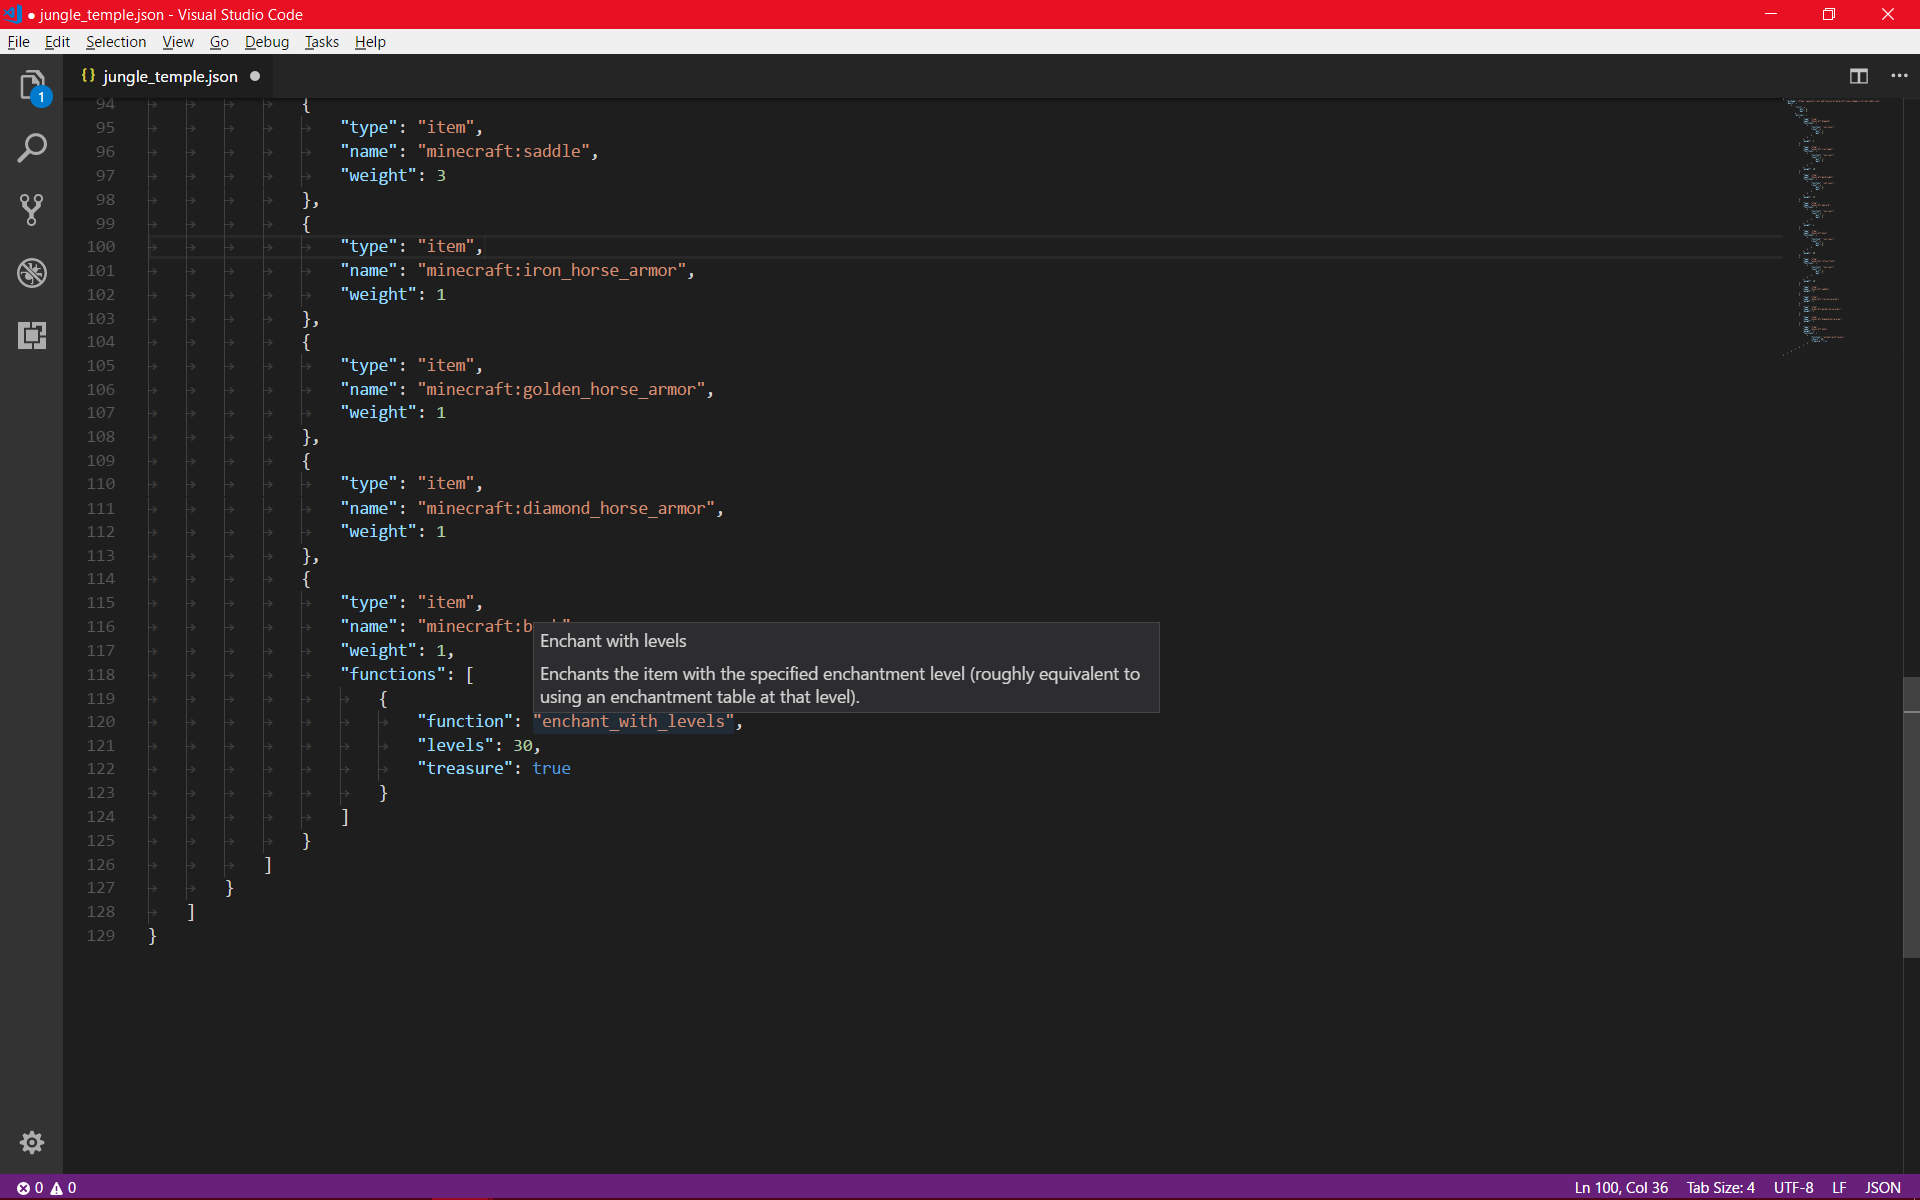 ● jungle_temple.json - Visual Studio Code
File Edit Selection View Go Debug Tasks Help
1
{} jungle_temple.json ●
94 {
95 "type": "item",
96 "name": "minecraft:saddle",
97 "weight": 3
98 },
99 {
100 "type": "item",
101 "name": "minecraft:iron_horse_armor",
102 "weight": 1
103 },
104 {
105 "type": "item",
106 "name": "minecraft:golden_horse_armor",
107 "weight": 1
108 },
109 {
110 "type": "item",
111 "name": "minecraft:diamond_horse_armor",
112 "weight": 1
113 },
114 {
115 "type": "item",
116 "name":
117 "weight": 1,
118 "functions": [
Enchant with levels
Enchants the item with the specified enchantment level (roughly equivalent to
using an enchantment table at that level).
119 {
120 "function": "enchant_with_levels",
121 "levels": 30,
122 "treasure": true
123 }
124 ]
125 }
126 ]
127 }
128 ]
129 }
0 0 Ln 100, Col 36 Tab Size: 4 UTF-8 LF JSON